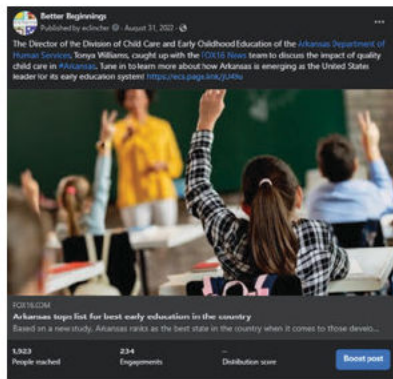 Better Beginnings
Published by eclincher · August 31, 2022 ·
The Director of the Division of Child Care and Early Childhood Education of the Arkansas Department of
Human Services, Tonya Williams, caught up with the FOX16 News team to discuss the impact of quality
child care in #Arkansas. Tune in to learn more about how Arkansas is emerging as the United States
leader for its early education system!
FOX16.COM
Arkansas tops list for best early education in the country
Based on a new study, Arkansas ranks as the best state in the country when it comes to those develo...
1,923
People reached
234
Engagements
–
Distribution score
Boost post